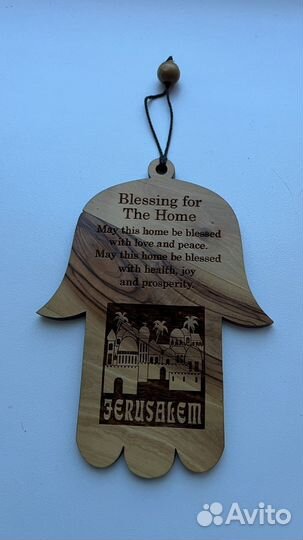 Blessing for
The Home
May this home be blessed
with love and peace.
May this home be blessed
with health, joy
and prosperity.
JERUSALEM
Avito